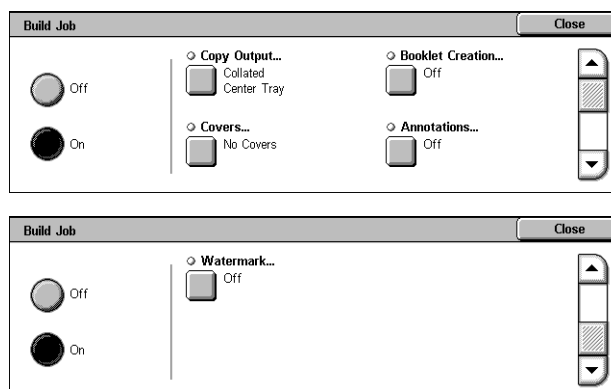 Build Job
Close
Off
On
Copy Output...
Collated
Center Tray
Booklet Creation...
Off
Covers...
No Covers
Annotations...
Off
Build Job
Close
Off
On
Watermark...
Off